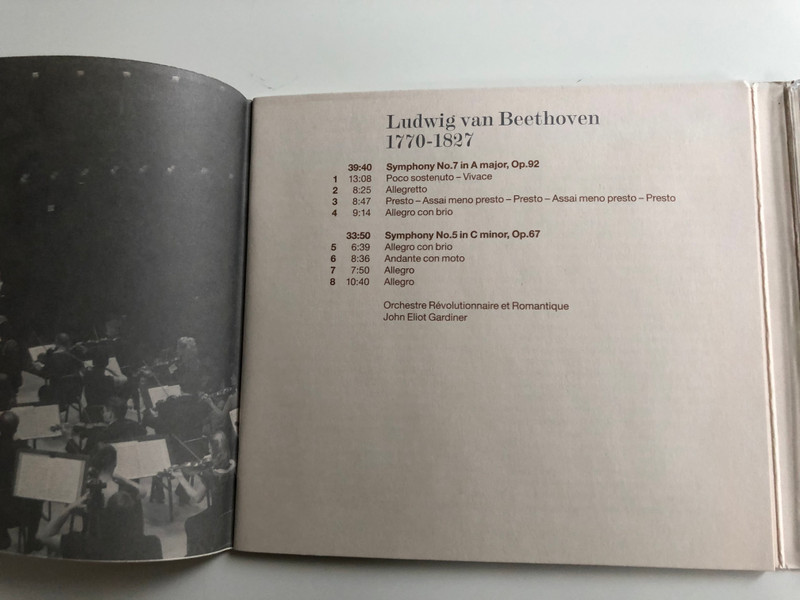 Ludwig van Beethoven
1770-1827
39:40 Symphony No.7 in A major, Op.92
1 13:08 Poco sostenuto – Vivace
2 8:25 Allegretto
3 8:47 Presto – Assai meno presto – Presto – Assai meno presto – Presto
4 9:14 Allegro con brio
33:50 Symphony No.5 in C minor, Op.67
5 6:39 Allegro con brio
6 8:36 Andante con moto
7 7:50 Allegro
8 10:40 Allegro
Orchestre Révolutionnaire et Romantique
John Eliot Gardiner